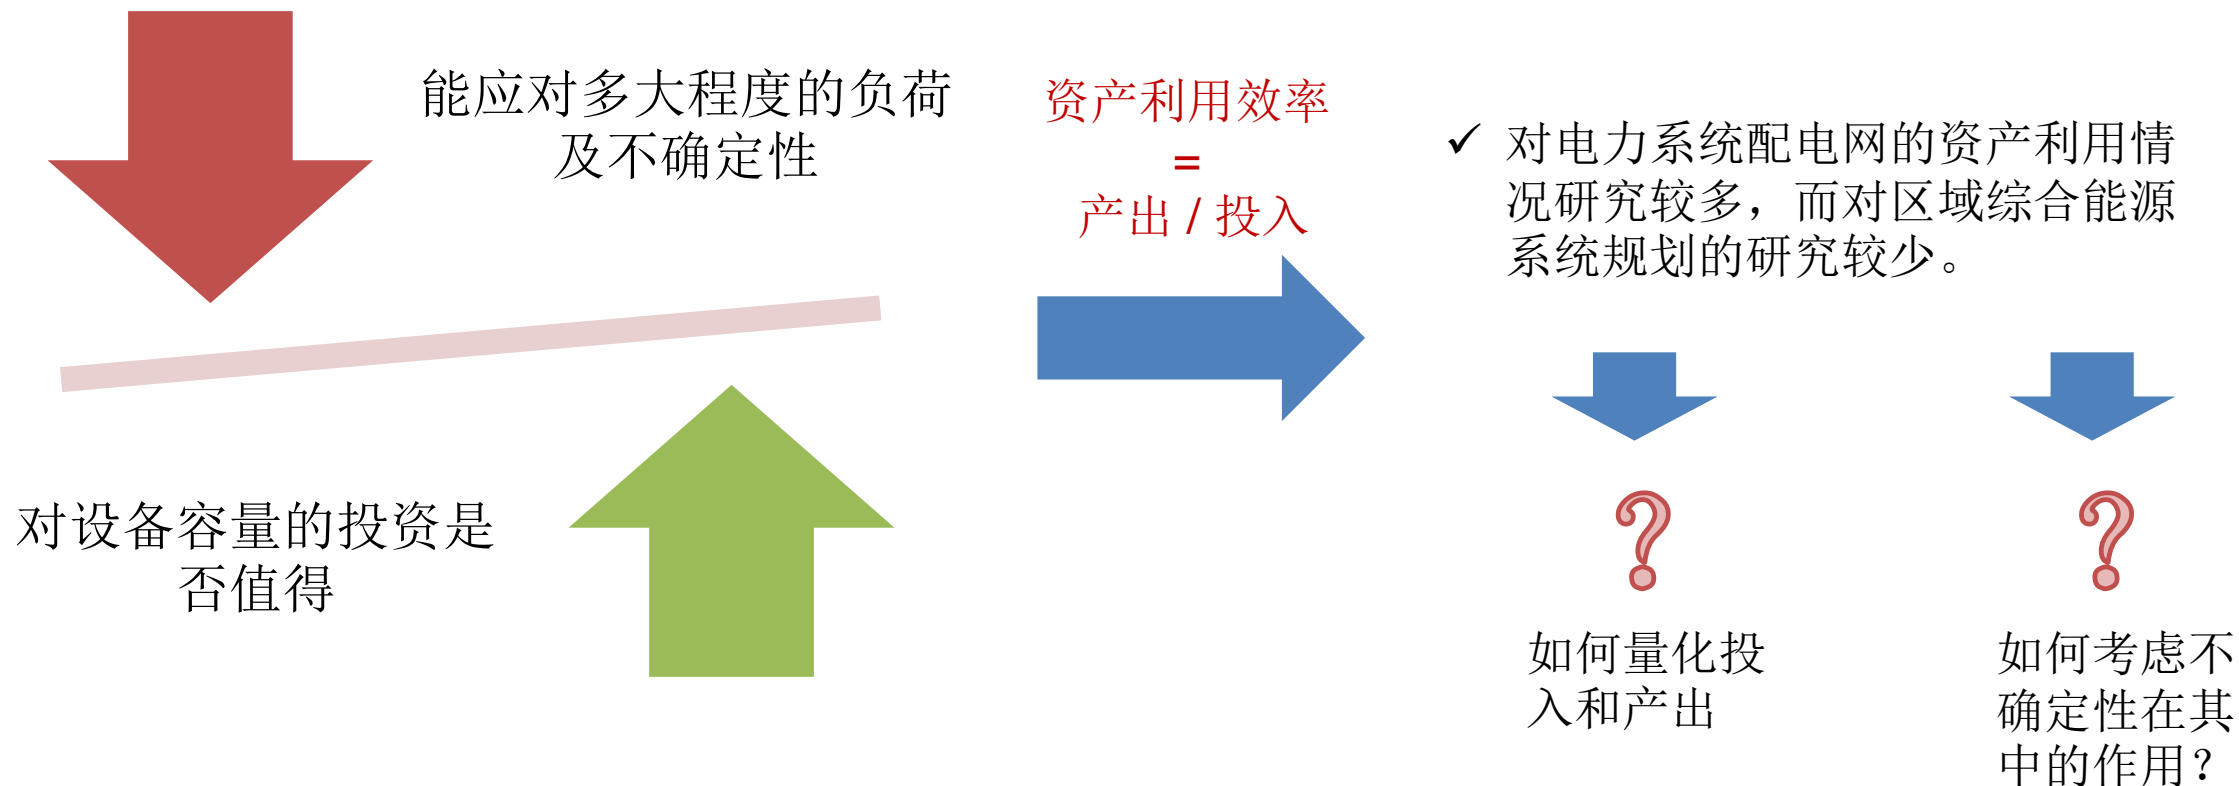 能应对多大程度的负荷
及不确定性
对设备容量的投资是
否值得
资产利用效率
=
产出 / 投入
✓ 对电力系统配电网的资产利用情
况研究较多，而对区域综合能源
系统规划的研究较少。
?
如何量化投
入和产出
?
如何考虑不
确定性在其
中的作用？